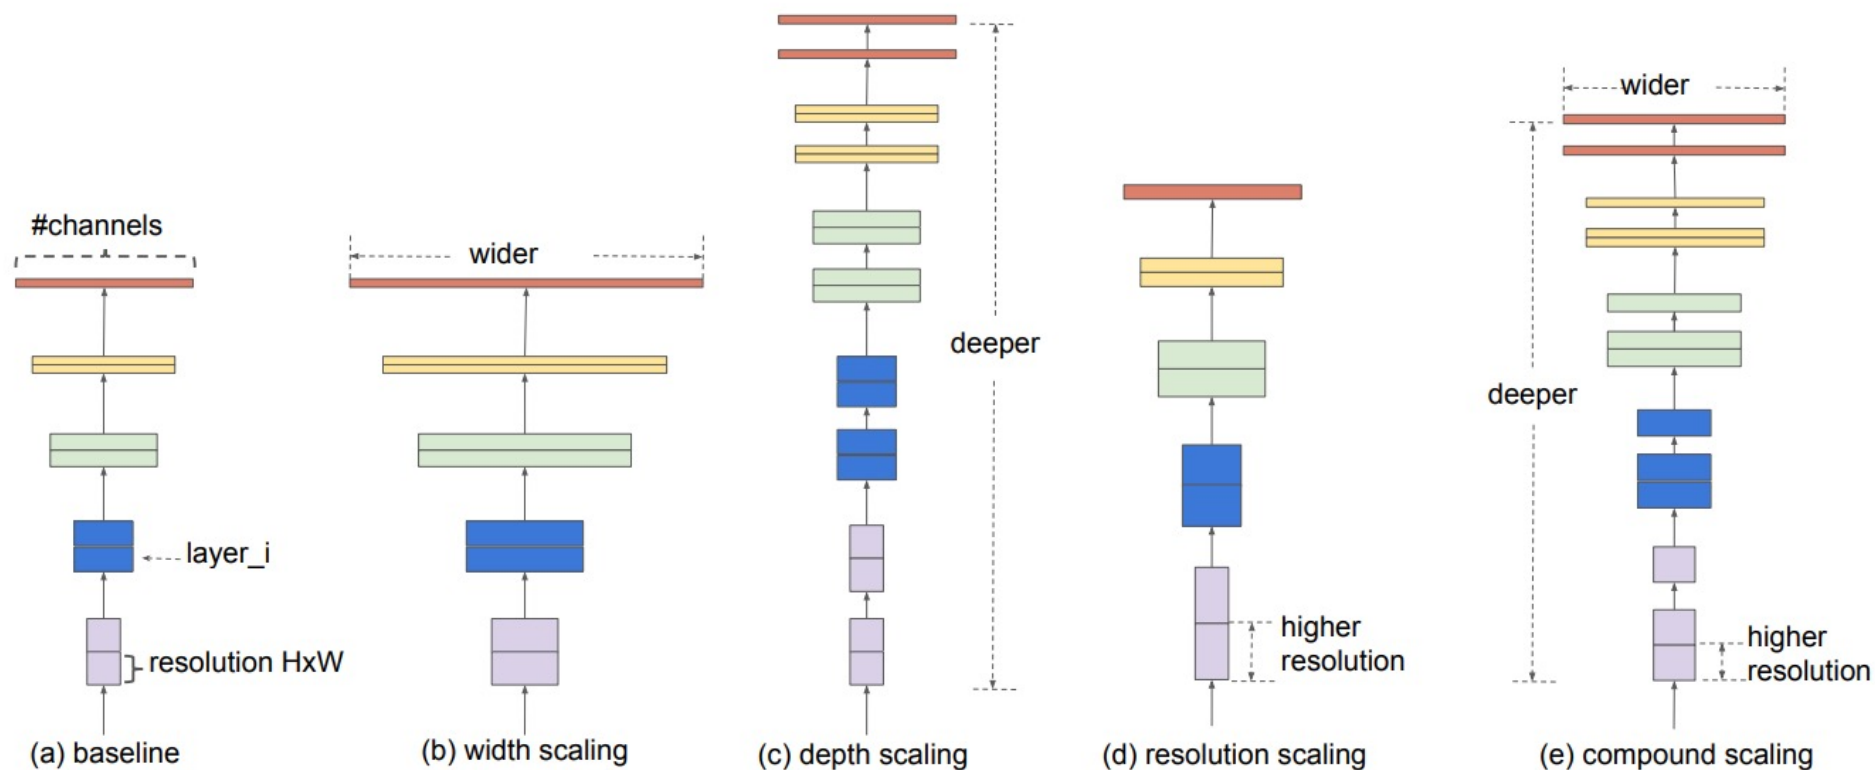 #channels
layer_i
resolution HxW
(a) baseline
wider
(b) width scaling
deeper
(c) depth scaling
higher
resolution
(d) resolution scaling
wider
deeper
higher
resolution
(e) compound scaling